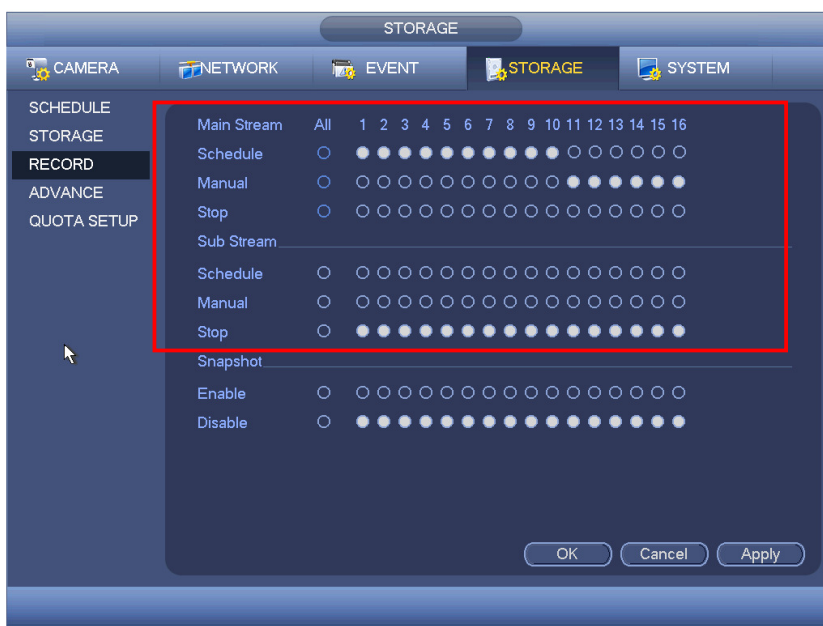 STORAGE
CAMERA NETWORK EVENT STORAGE SYSTEM
SCHEDULE
STORAGE
RECORD
ADVANCE
QUOTA SETUP
Main Stream All 1 2 3 4 5 6 7 8 9 10 11 12 13 14 15 16
Schedule
Manual
Stop
Sub Stream
Schedule
Manual
Stop
Snapshot
Enable
Disable
OK Cancel Apply